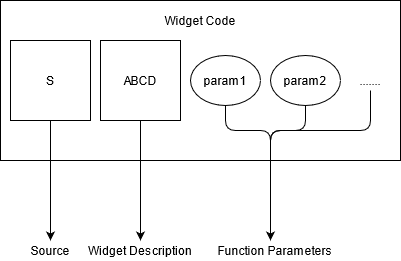 Widget Code
S
ABCD
param1
param2
.......
Source
Widget Description
Function Parameters